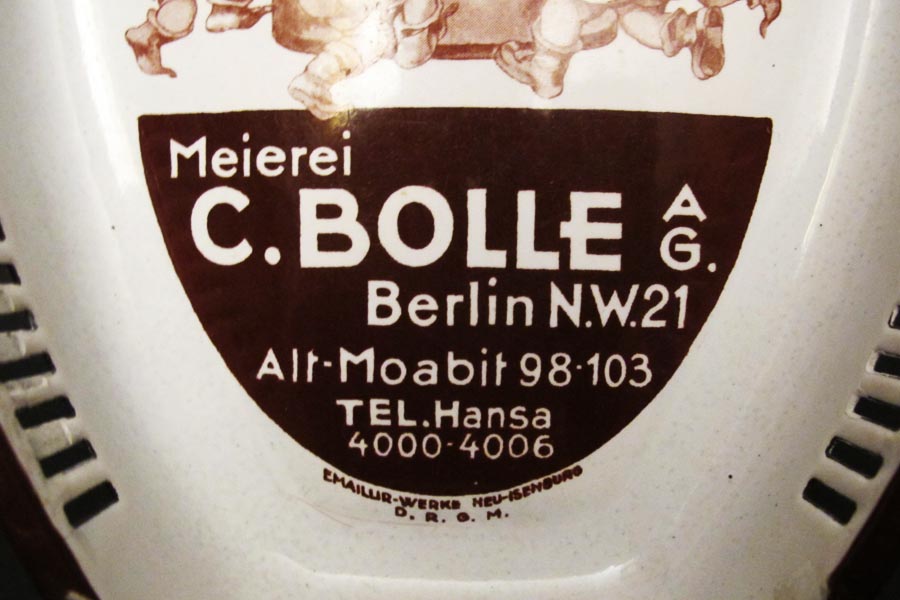 Meierei
C. BOLLE A.G.
Berlin N.W.21
Alt-Moabit 98-103
TEL. Hansa
4000-4006
EMAILLIR-WERKE NEU-ISENBURG
D. R. G. M.